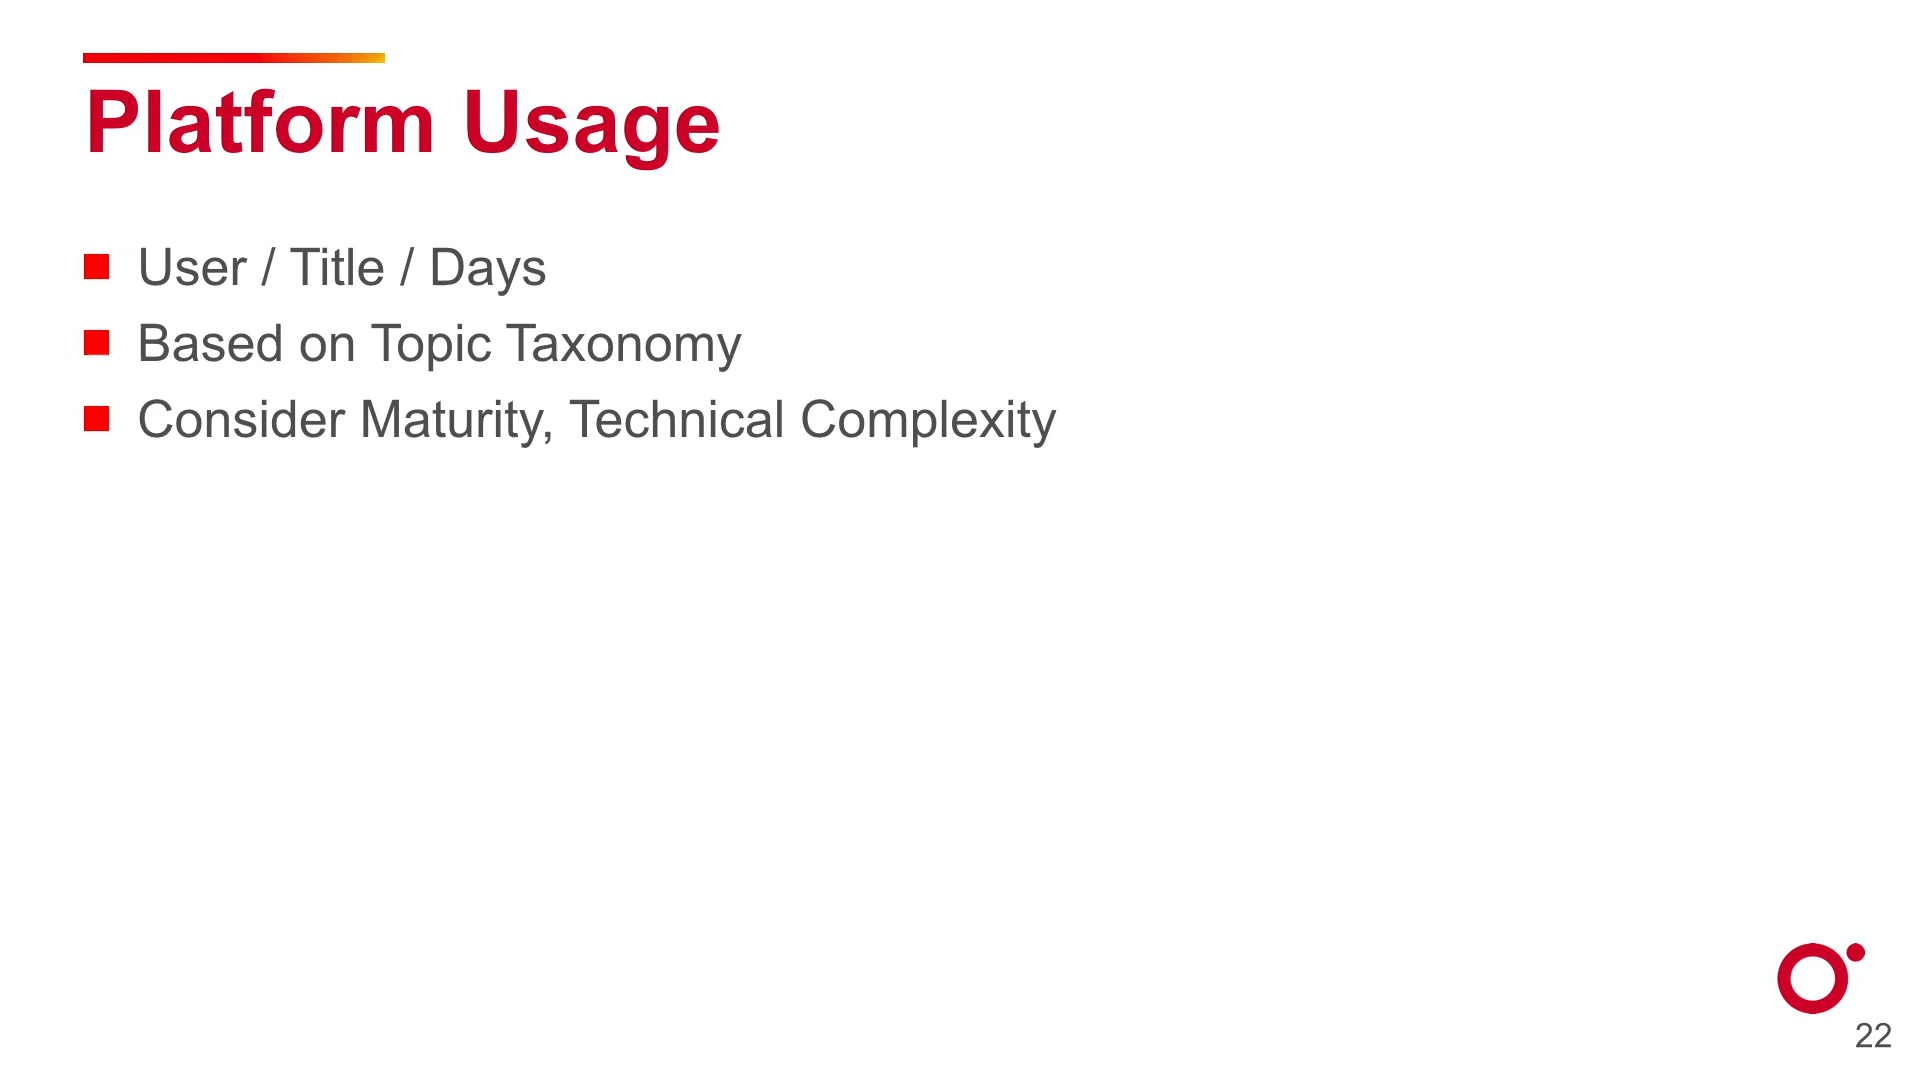 Platform Usage
User / Title / Days
Based on Topic Taxonomy
Consider Maturity, Technical Complexity
22